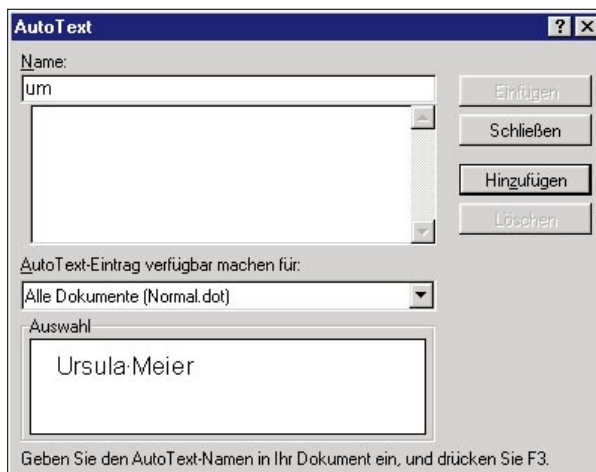 AutoText
Name:
um
Einfügen
Schließen
Hinzufügen
Löschen
AutoText-Eintrag verfügbar machen für:
Alle Dokumente (Normal.dot)
Auswahl
Ursula·Meier
Geben Sie den AutoText-Namen in Ihr Dokument ein, und drücken Sie F3.